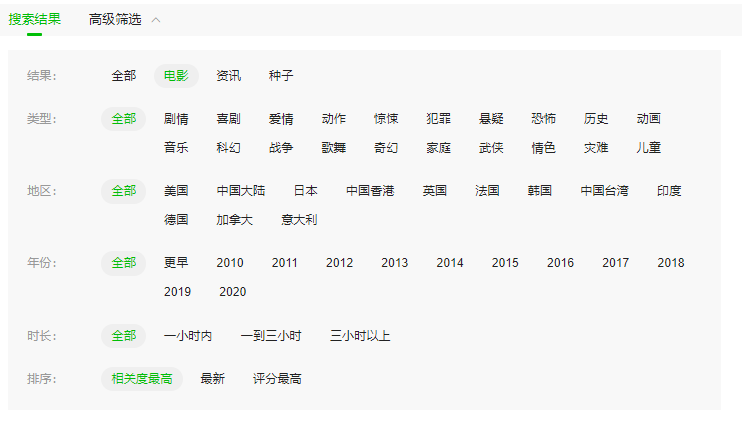 搜索结果 高级筛选
结果: 全部 电影 资讯 种子
类型: 全部 剧情 喜剧 爱情 动作 惊悚 犯罪 悬疑 恐怖 历史 动画
音乐 科幻 战争 歌舞 奇幻 家庭 武侠 情色 灾难 儿童
地区: 全部 美国 中国大陆 日本 中国香港 英国 法国 韩国 中国台湾 印度
德国 加拿大 意大利
年份: 全部 更早 2010 2011 2012 2013 2014 2015 2016 2017 2018
2019 2020
时长: 全部 一小时内 一到三小时 三小时以上
排序: 相关度最高 最新 评分最高